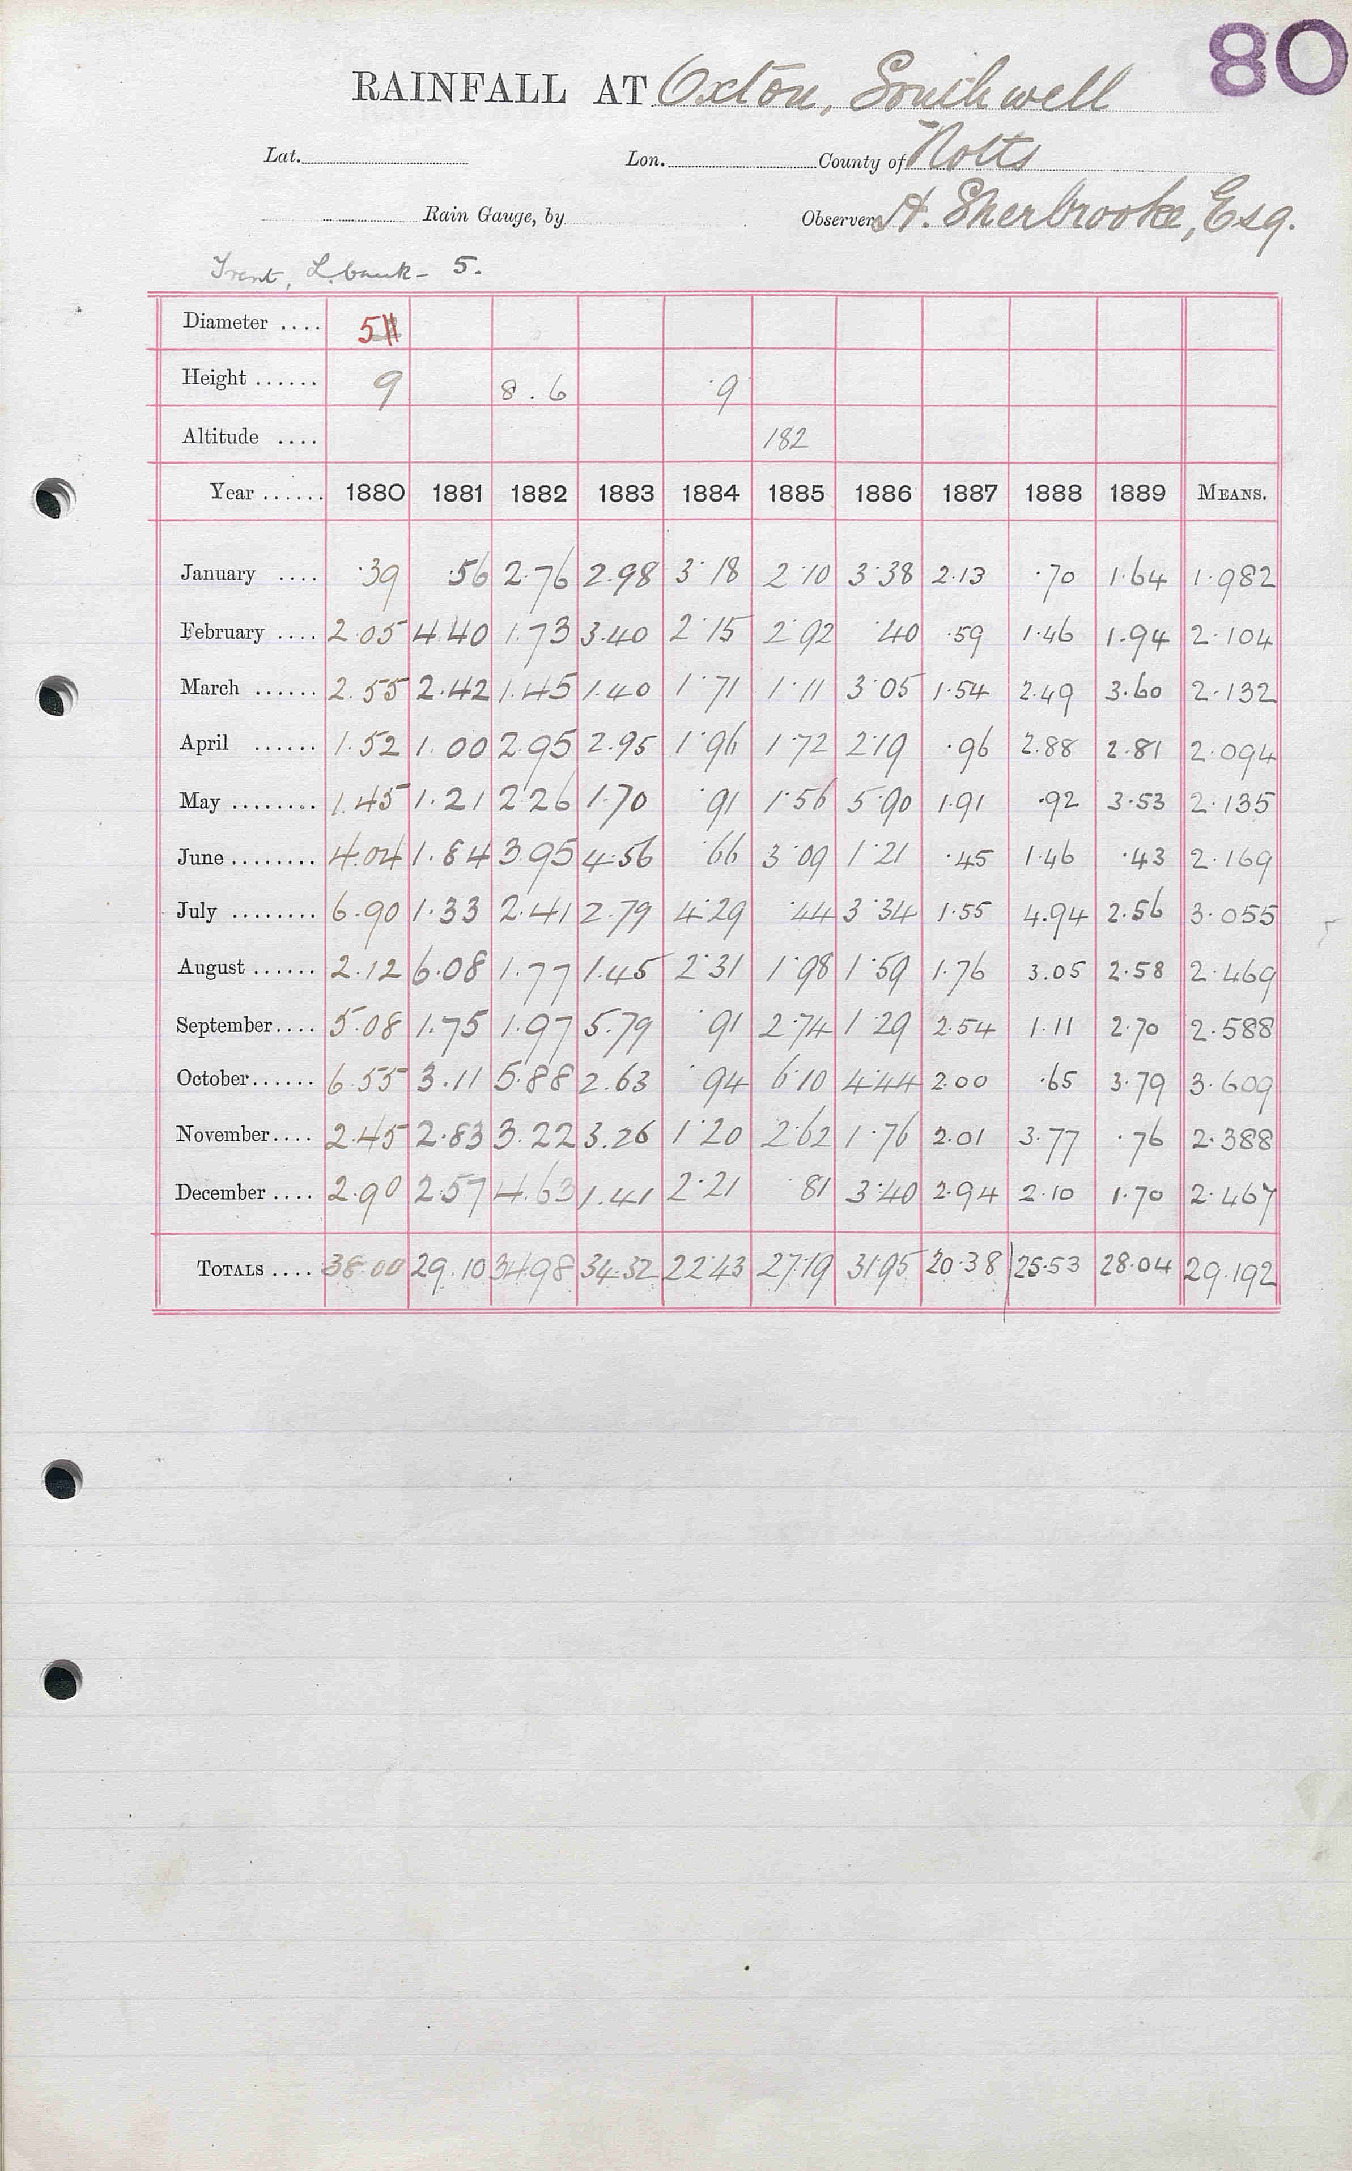 80
RAINFALL AT Oxton, Southwell
Lat. Lon. County of Notts
Rain Gauge, by Observer A. Sherbrooke, Esq.
Trent, L. bank - 5.
Diameter .... 5
Height ...... 9 8.6 .9
Altitude .... 182
Year ...... 1880 1881 1882 1883 1884 1885 1886 1887 1888 1889 MEANS.
January .... .39 .56 2.76 2.98 3.18 2.10 3.38 2.13 .70 1.64 1.982
February .... 2.05 4.40 1.73 3.40 2.15 2.92 .40 .59 1.46 1.94 2.104
March ...... 2.55 2.42 1.45 1.40 1.71 1.11 3.05 1.54 2.49 3.60 2.132
April ...... 1.52 1.00 2.95 2.95 1.96 1.72 2.19 .96 2.88 2.81 2.094
May ........ 1.45 1.21 2.26 1.70 .91 1.56 5.90 1.91 .92 3.53 2.135
June ........ 4.04 1.84 3.95 4.56 .66 3.09 1.21 .45 1.46 .43 2.169
July ........ 6.90 1.33 2.41 2.79 4.29 .44 3.34 1.55 4.94 2.56 3.055
August ...... 2.12 6.08 1.77 1.45 2.31 1.98 1.59 1.76 3.05 2.58 2.469
September.... 5.08 1.75 1.97 5.79 .91 2.74 1.29 2.54 1.11 2.70 2.588
October...... 6.55 3.11 5.88 2.63 .94 6.10 4.44 2.00 .65 3.79 3.609
November.... 2.45 2.83 3.22 3.26 1.20 2.62 1.76 2.01 3.77 .76 2.388
December .... 2.90 2.57 4.63 1.41 2.21 .81 3.40 2.94 2.10 1.70 2.467
TOTALS .... 38.00 29.10 34.98 34.32 22.43 27.19 31.95 20.38 25.53 28.04 29.192